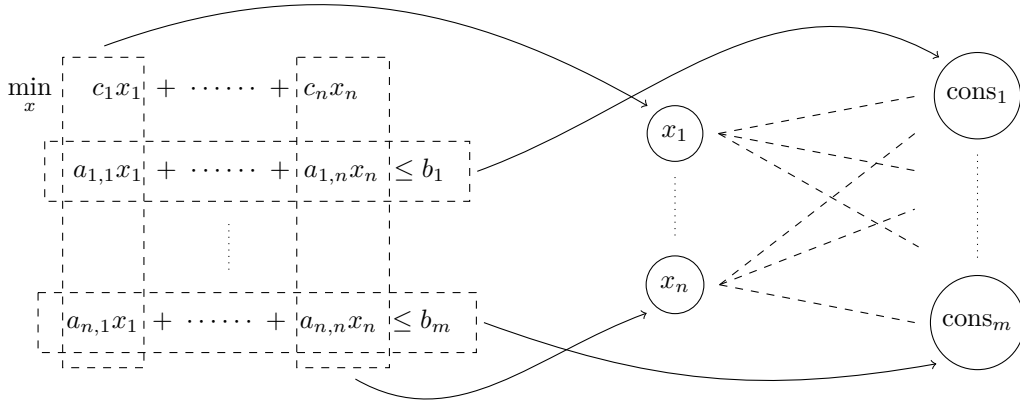 min x c₁x₁ + ⋯⋯ + cₙxₙ
a₁,₁x₁ + ⋯⋯ + a₁,ₙxₙ ≤ b₁
aₙ,₁x₁ + ⋯⋯ + aₙ,ₙxₙ ≤ bₘ
x₁
xₙ
cons₁
consₘ